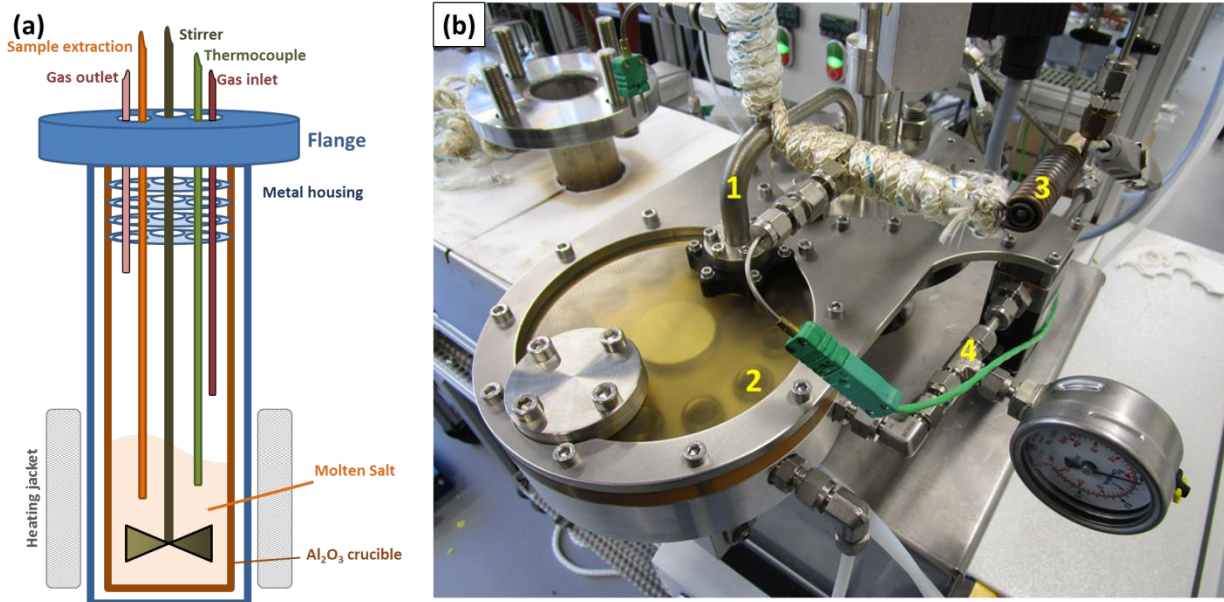 (a)
Stirrer
Sample extraction
Thermocouple
Gas outlet
Gas inlet
Flange
Metal housing
Heating jacket
Molten Salt
Al₂O₃ crucible
(b)
1
2
3
4